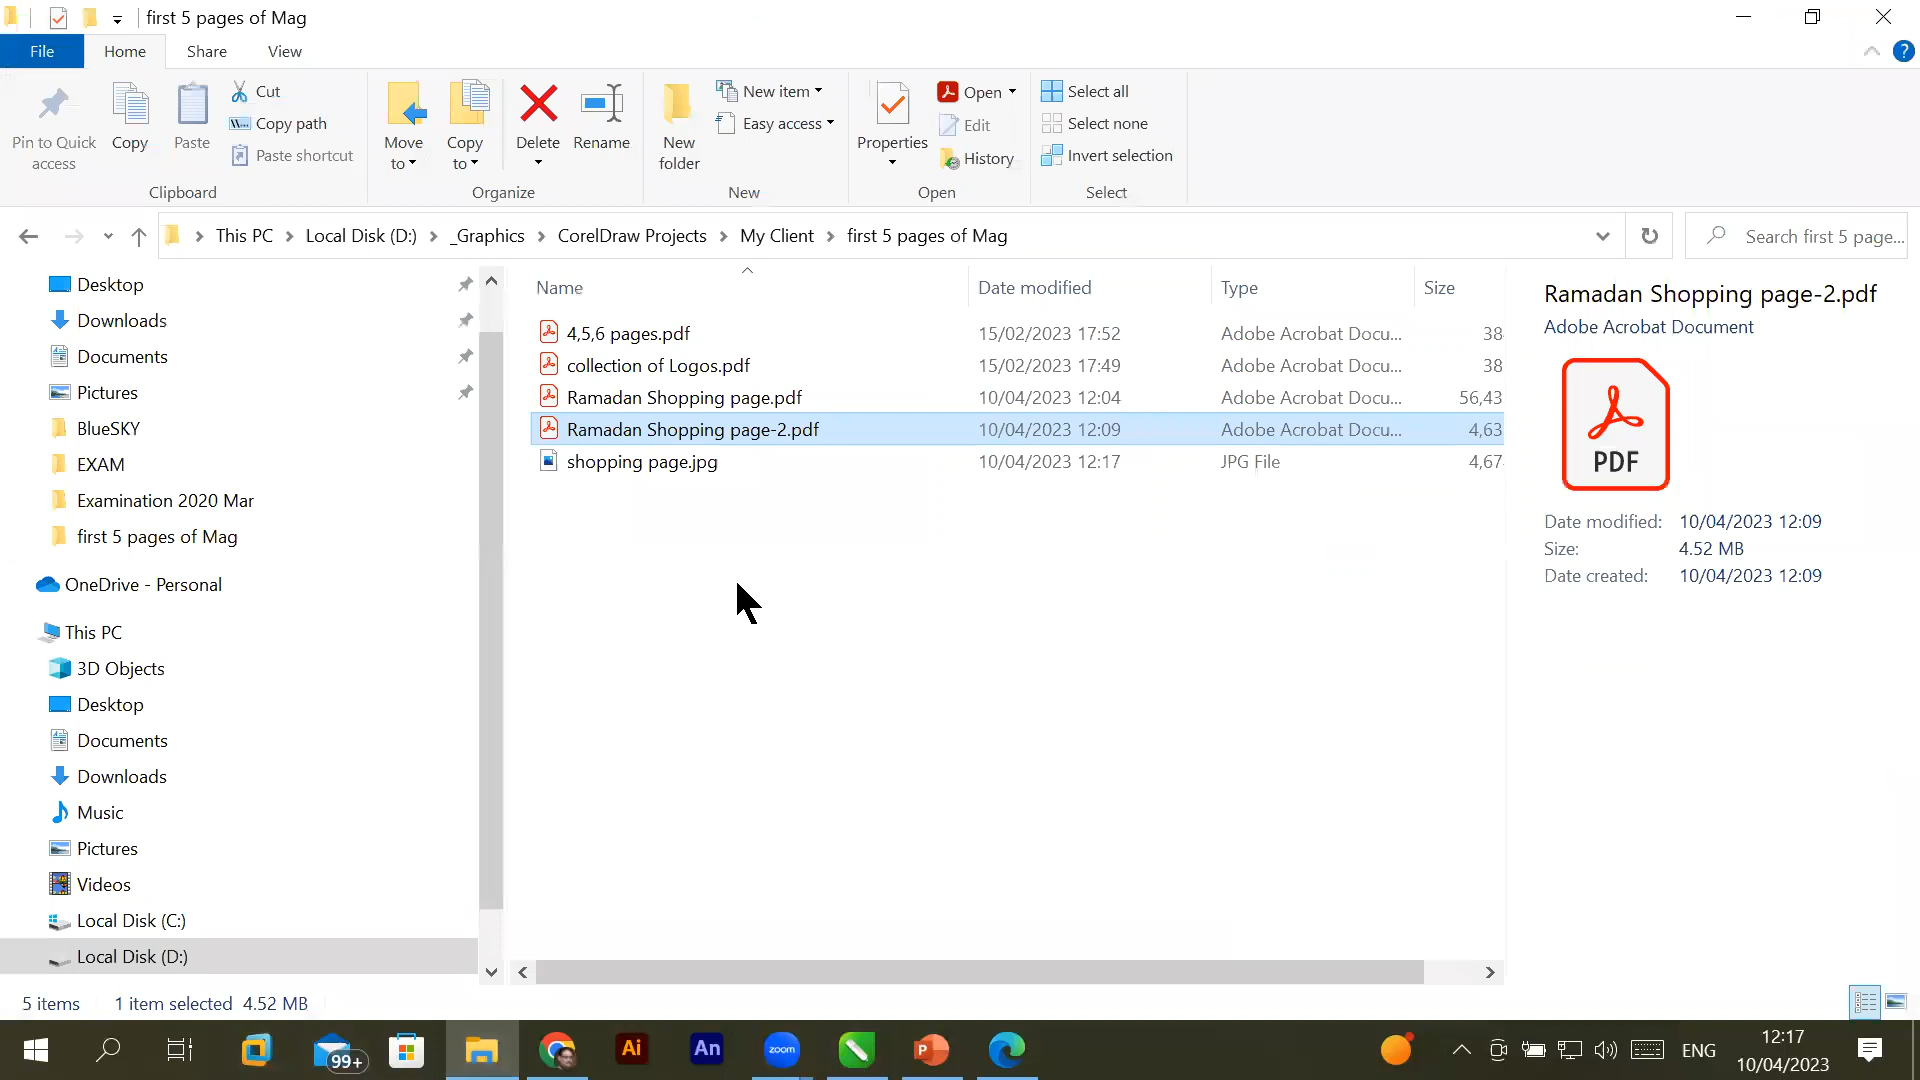 first 5 pages of Mag
File Home Share View
Pin to Quick access
Copy
Paste
Cut
Copy path
Paste shortcut
Clipboard
Move to
Copy to
Delete
Rename
Organize
New folder
New item
Easy access
New
Properties
Open
Edit
History
Open
Select all
Select none
Invert selection
Select
This PC Local Disk (D:) _Graphics CorelDraw Projects My Client first 5 pages of Mag
Search first 5 page...
Desktop
Downloads
Documents
Pictures
BlueSKY
EXAM
Examination 2020 Mar
first 5 pages of Mag
OneDrive - Personal
This PC
3D Objects
Desktop
Documents
Downloads
Music
Pictures
Videos
Local Disk (C:)
Local Disk (D:)
Name Date modified Type Size
4,5,6 pages.pdf 15/02/2023 17:52 Adobe Acrobat Docu... 38
collection of Logos.pdf 15/02/2023 17:49 Adobe Acrobat Docu... 38
Ramadan Shopping page.pdf 10/04/2023 12:04 Adobe Acrobat Docu... 56,43
Ramadan Shopping page-2.pdf 10/04/2023 12:09 Adobe Acrobat Docu... 4,63
shopping page.jpg 10/04/2023 12:17 JPG File 4,67
Ramadan Shopping page-2.pdf
Adobe Acrobat Document
PDF
Date modified: 10/04/2023 12:09
Size: 4.52 MB
Date created: 10/04/2023 12:09
5 items 1 item selected 4.52 MB
99+
Ai
An
zoom
P
ENG
12:17
10/04/2023